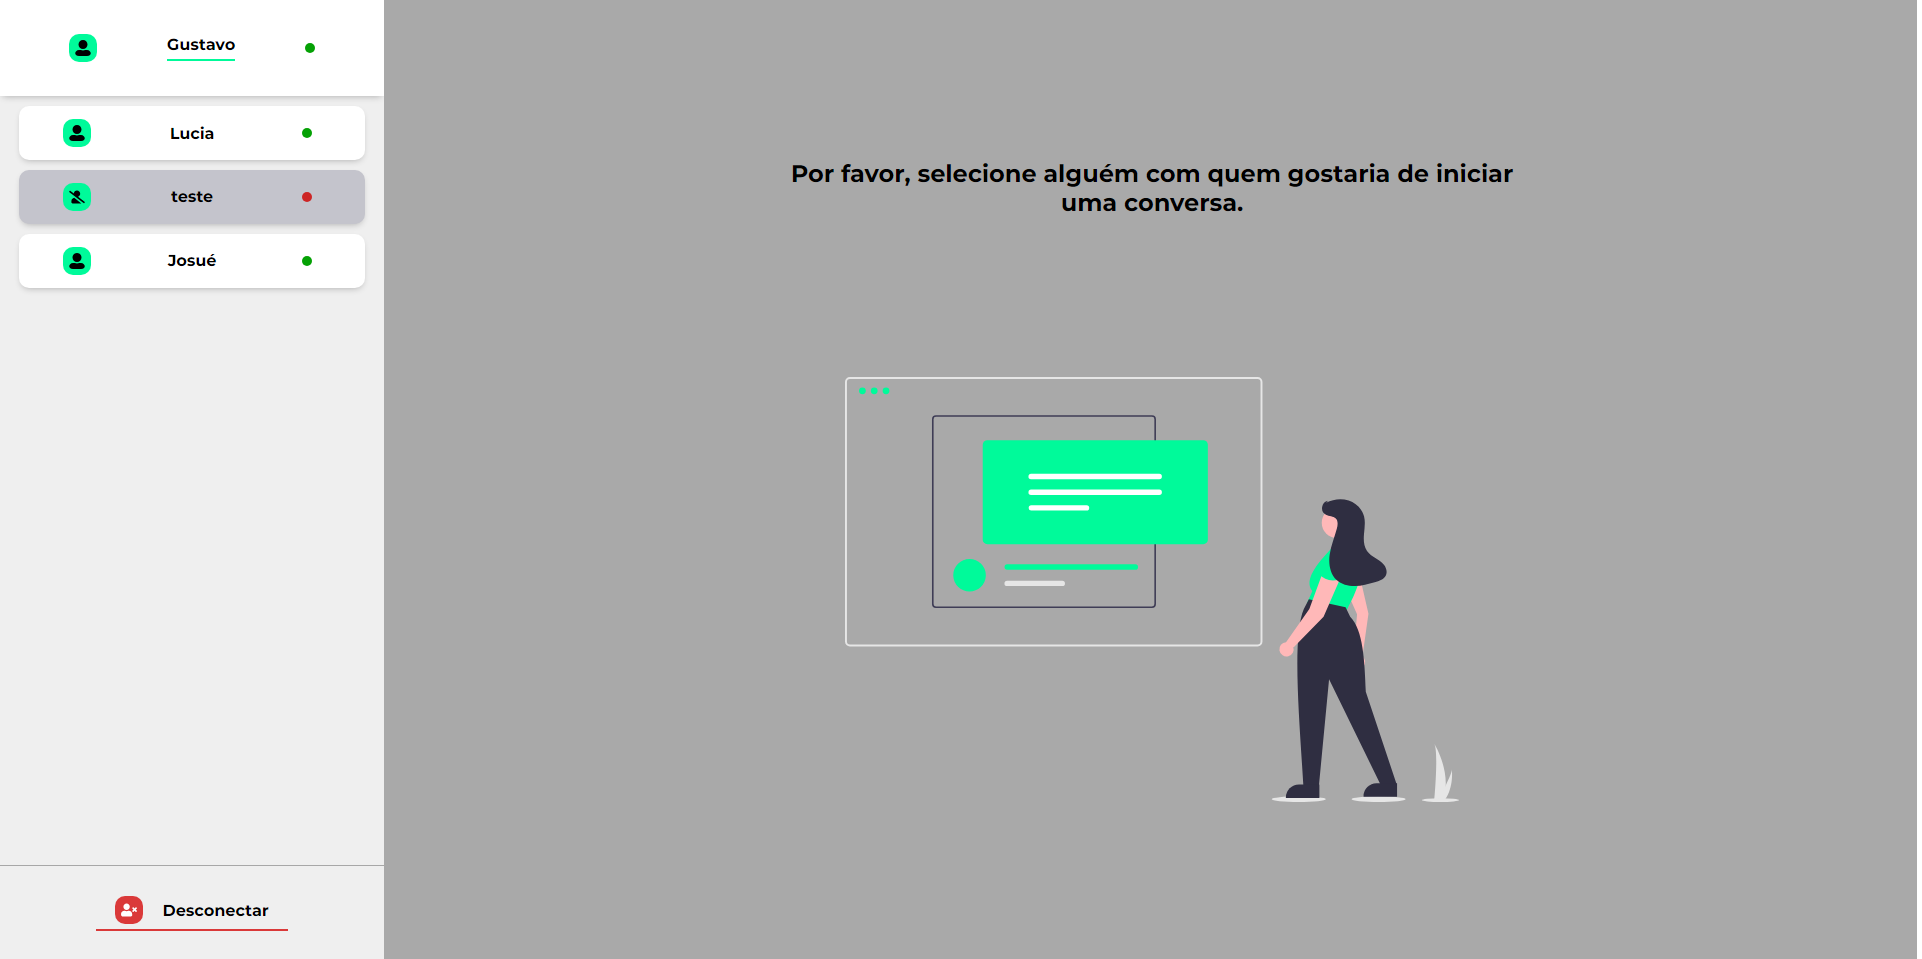 Gustavo
Lucia
teste
Josué
Desconectar
Por favor, selecione alguém com quem gostaria de iniciar
uma conversa.